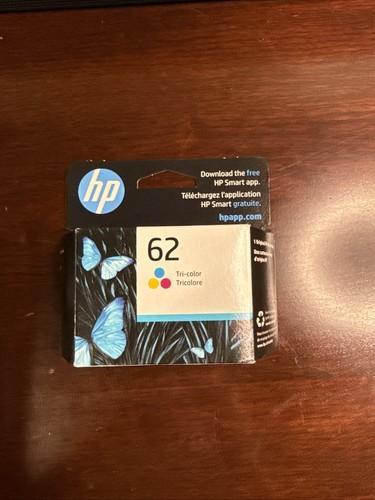 hp
Download the free
HP Smart app.
Téléchargez l'application
HP Smart gratuite.
hpapp.com
62
Tri-color
Tricolore